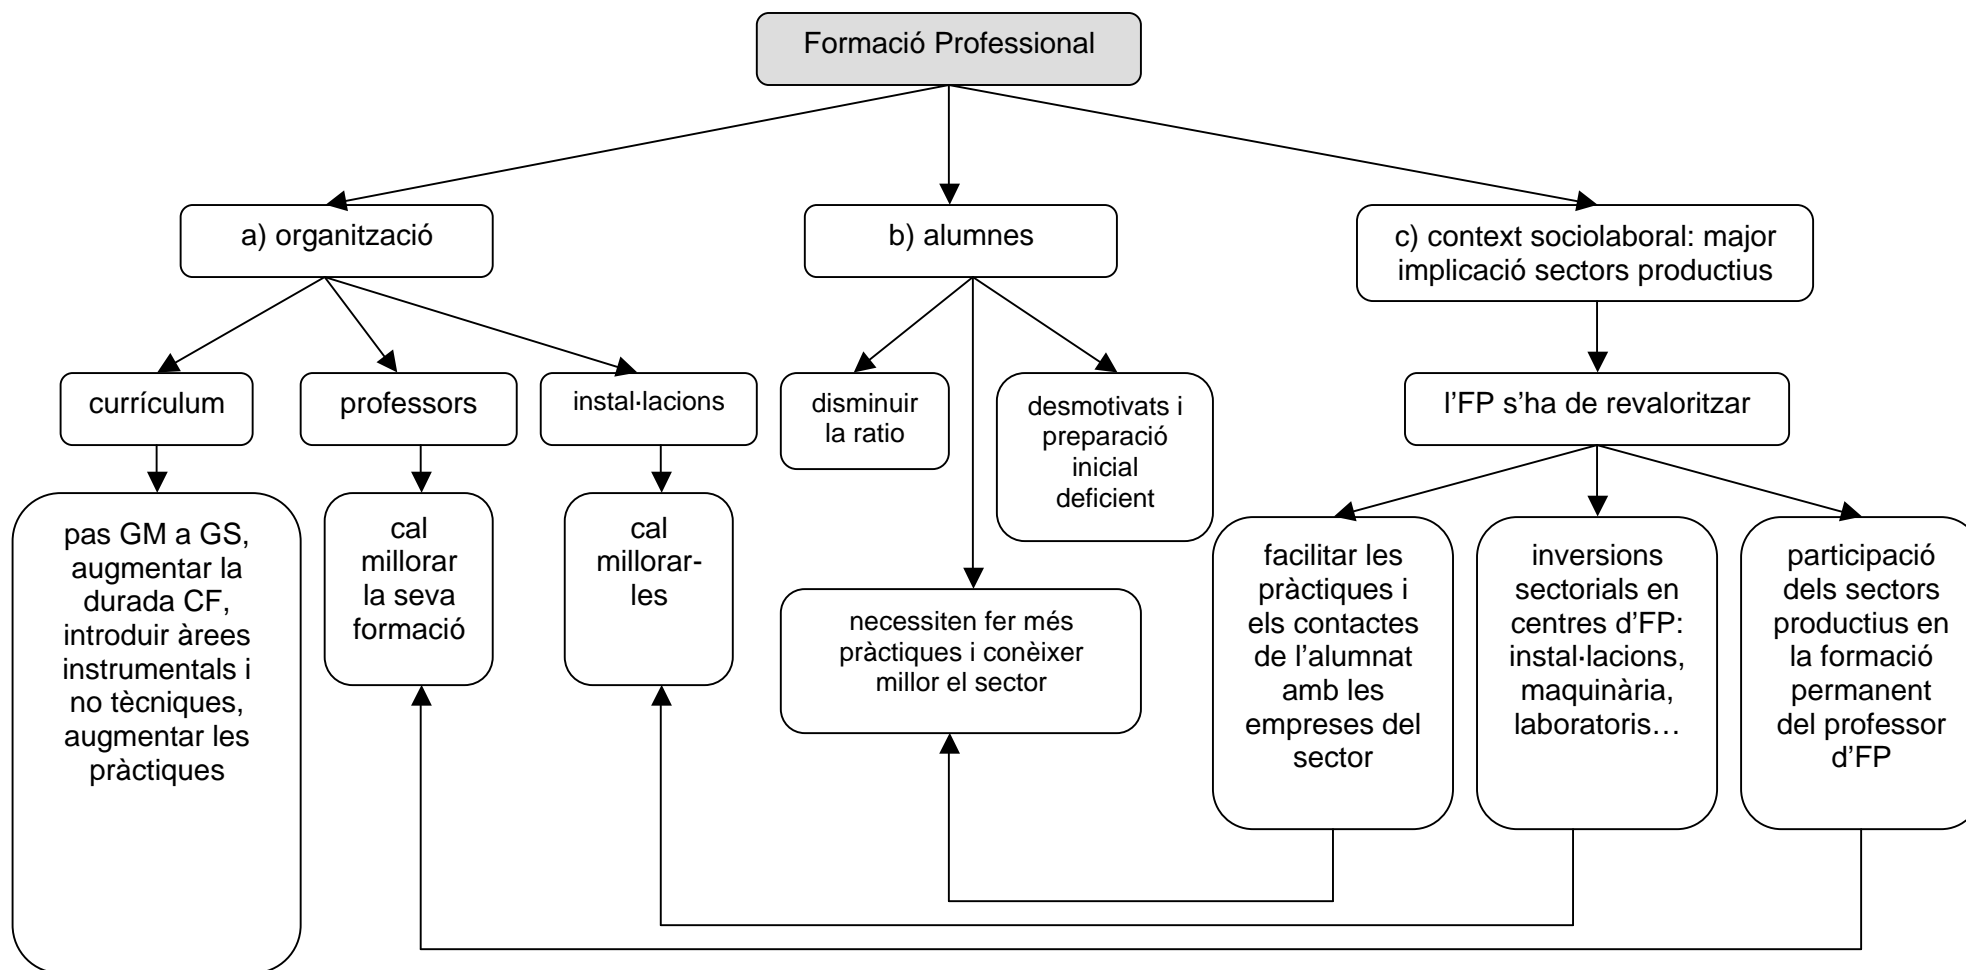 Formació Professional
a) organització
b) alumnes
c) context sociolaboral: major
implicació sectors productius
currículum
professors
instal·lacions
disminuir
la ratio
desmotivats i
preparació
inicial
deficient
l’FP s’ha de revaloritzar
pas GM a GS,
augmentar la
durada CF,
introduir àrees
instrumentals i
no tècniques,
augmentar les
pràctiques
cal
millorar
la seva
formació
cal
millorar-
les
necessiten fer més
pràctiques i conèixer
millor el sector
facilitar les
pràctiques i
els contactes
de l’alumnat
amb les
empreses del
sector
inversions
sectorials en
centres d’FP:
instal·lacions,
maquinària,
laboratoris…
participació
dels sectors
productius en
la formació
permanent
del professor
d’FP